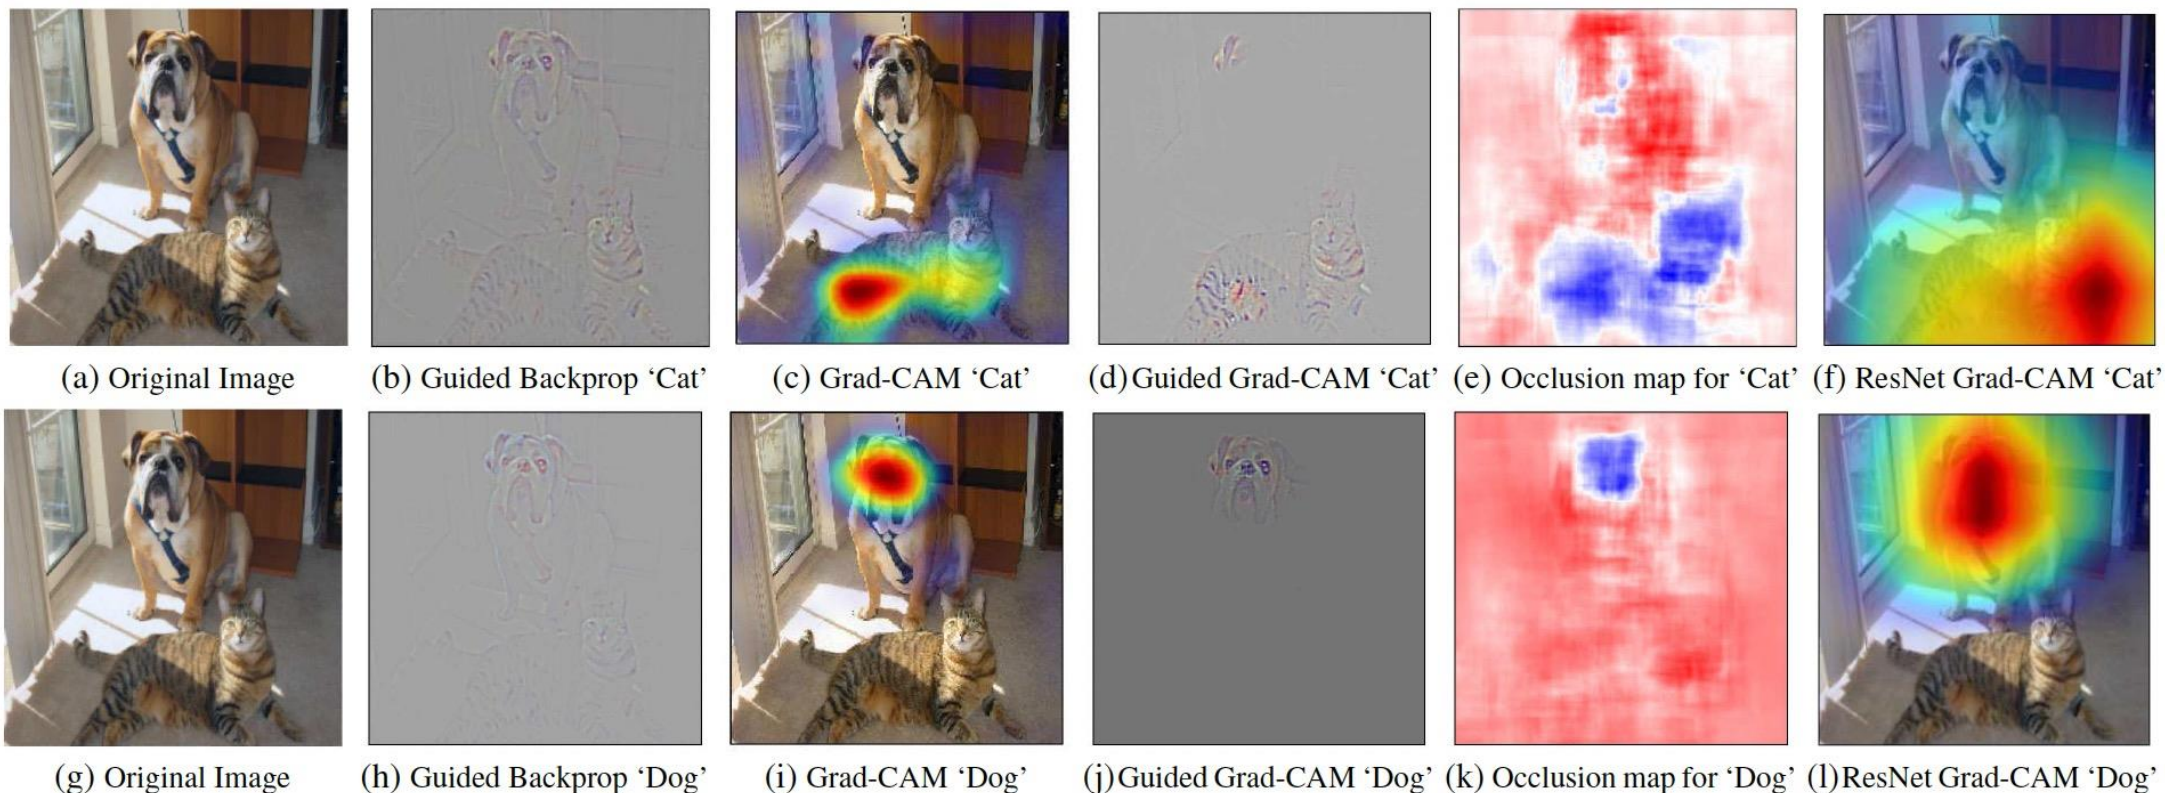 (a) Original Image (b) Guided Backprop ‘Cat’ (c) Grad-CAM ‘Cat’ (d)Guided Grad-CAM ‘Cat’ (e) Occlusion map for ‘Cat’ (f) ResNet Grad-CAM ‘Cat’
(g) Original Image (h) Guided Backprop ‘Dog’ (i) Grad-CAM ‘Dog’ (j)Guided Grad-CAM ‘Dog’ (k) Occlusion map for ‘Dog’ (l)ResNet Grad-CAM ‘Dog’